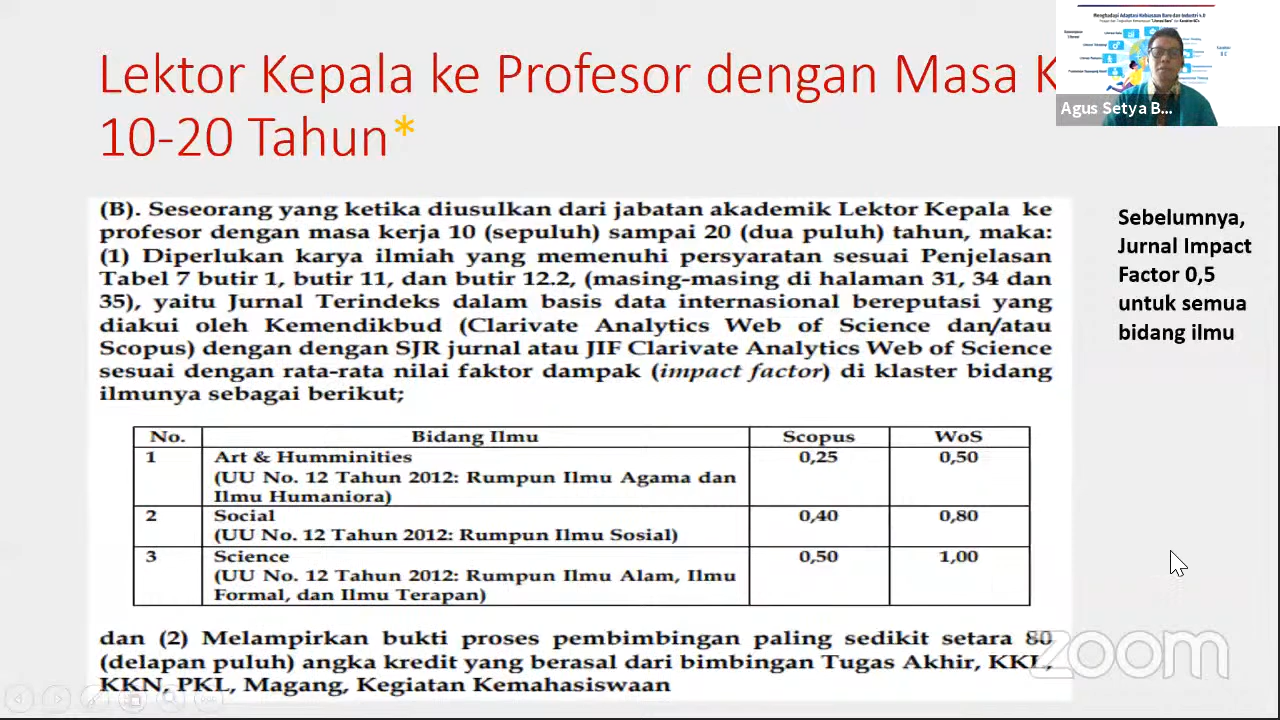 Lektor Kepala ke Profesor dengan Masa K
10-20 Tahun*
Menghadapi Adaptasi Kebiasaan Baru dan Industri 4.0
Agus Setya B...
(B). Seseorang yang ketika diusulkan dari jabatan akademik Lektor Kepala ke
profesor dengan masa kerja 10 (sepuluh) sampai 20 (dua puluh) tahun, maka:
(1) Diperlukan karya ilmiah yang memenuhi persyaratan sesuai Penjelasan
Tabel 7 butir 1, butir 11, dan butir 12.2, (masing-masing di halaman 31, 34 dan
35), yaitu Jurnal Terindeks dalam basis data internasional bereputasi yang
diakui oleh Kemendikbud (Clarivate Analytics Web of Science dan/atau
Scopus) dengan dengan SJR jurnal atau JIF Clarivate Analytics Web of Science
sesuai dengan rata-rata nilai faktor dampak (impact factor) di klaster bidang
ilmunya sebagai berikut;
No. Bidang Ilmu Scopus WoS
1 Art & Humminities 0,25 0,50
(UU No. 12 Tahun 2012: Rumpun Ilmu Agama dan
Ilmu Humaniora)
2 Social 0,40 0,80
(UU No. 12 Tahun 2012: Rumpun Ilmu Sosial)
3 Science 0,50 1,00
(UU No. 12 Tahun 2012: Rumpun Ilmu Alam, Ilmu
Formal, dan Ilmu Terapan)
dan (2) Melampirkan bukti proses pembimbingan paling sedikit setara 80
(delapan puluh) angka kredit yang berasal dari bimbingan Tugas Akhir, KKL,
KKN, PKL, Magang, Kegiatan Kemahasiswaan
Sebelumnya,
Jurnal Impact
Factor 0,5
untuk semua
bidang ilmu
zoom